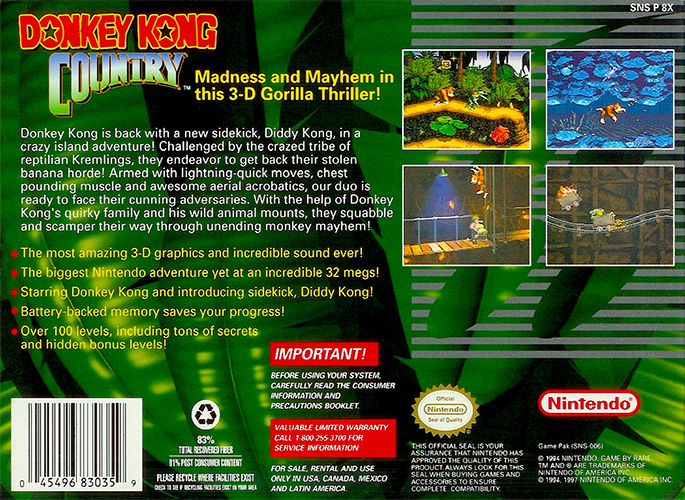 SNS P 8X
DONKEY KONG
COUNTRY™
Madness and Mayhem in
this 3-D Gorilla Thriller!
Donkey Kong is back with a new sidekick, Diddy Kong, in a
crazy island adventure! Challenged by the crazed tribe of
reptilian Kremlings, they endeavor to get back their stolen
banana horde! Armed with lightning-quick moves, chest
pounding muscle and awesome aerial acrobatics, our duo is
ready to face their cunning adversaries. With the help of Donkey
Kong's quirky family and his wild animal mounts, they squabble
and scamper their way through unending monkey mayhem!
The most amazing 3-D graphics and incredible sound ever!
The biggest Nintendo adventure yet at an incredible 32 megs!
Starring Donkey Kong and introducing sidekick, Diddy Kong!
Battery-backed memory saves your progress!
Over 100 levels, including tons of secrets
and hidden bonus levels!
IMPORTANT!
BEFORE USING YOUR SYSTEM,
CAREFULLY READ THE CONSUMER
INFORMATION AND
PRECAUTIONS BOOKLET.
VALUABLE LIMITED WARRANTY
CALL 1-800-255-3700 FOR
SERVICE INFORMATION
FOR SALE, RENTAL AND USE
ONLY IN USA, CANADA, MEXICO
AND LATIN AMERICA.
0 45496 83035 9
83%
TOTAL RECOVERED FIBER
81% POST CONSUMER CONTENT
PLEASE RECYCLE WHERE FACILITIES EXIST
CHECK TO SEE IF RECYCLING FACILITIES EXIST IN YOUR AREA
Official
Nintendo
Seal of Quality
THIS OFFICIAL SEAL IS YOUR
ASSURANCE THAT NINTENDO HAS
APPROVED THE QUALITY OF THIS
PRODUCT. ALWAYS LOOK FOR THIS
SEAL WHEN BUYING GAMES AND
ACCESSORIES TO ENSURE
COMPLETE COMPATIBILITY.
Nintendo®
Game Pak (SNS-006)
© 1994 NINTENDO, GAME BY RARE.
TM AND ® ARE TRADEMARKS OF
NINTENDO OF AMERICA INC.
© 1994, 1997 NINTENDO OF AMERICA INC.